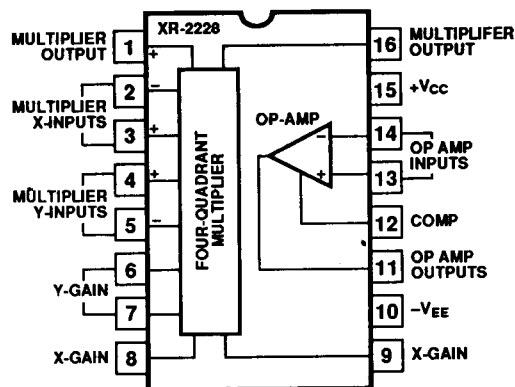 XR-2228
MULTIPLIER
OUTPUT
1
+
2
−
MULTIPLIER
X-INPUTS
3
+
4
+
MULTIPLIER
Y-INPUTS
5
−
6
Y-GAIN
7
8
X-GAIN
FOUR-QUADRANT
MULTIPLIER
OP-AMP
−
+
16
MULTIPLIFER
OUTPUT
15
+VCC
14
OP AMP
INPUTS
13
12
COMP
11
OP AMP
OUTPUTS
10
−VEE
9
X-GAIN